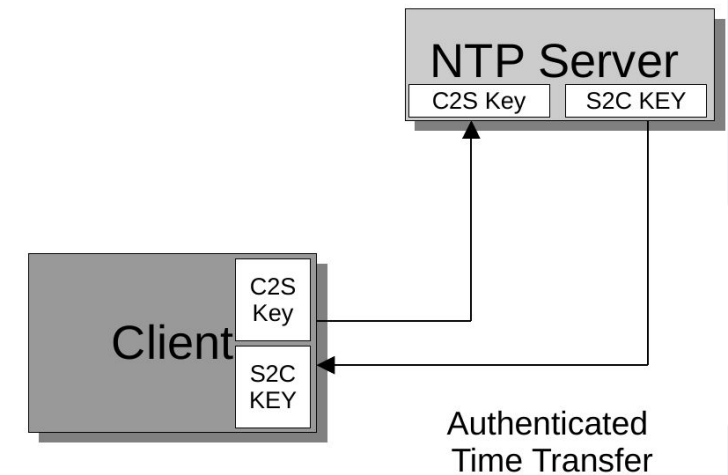 NTP Server
C2S Key
S2C KEY
C2S
Key
Client
S2C
KEY
Authenticated
Time Transfer